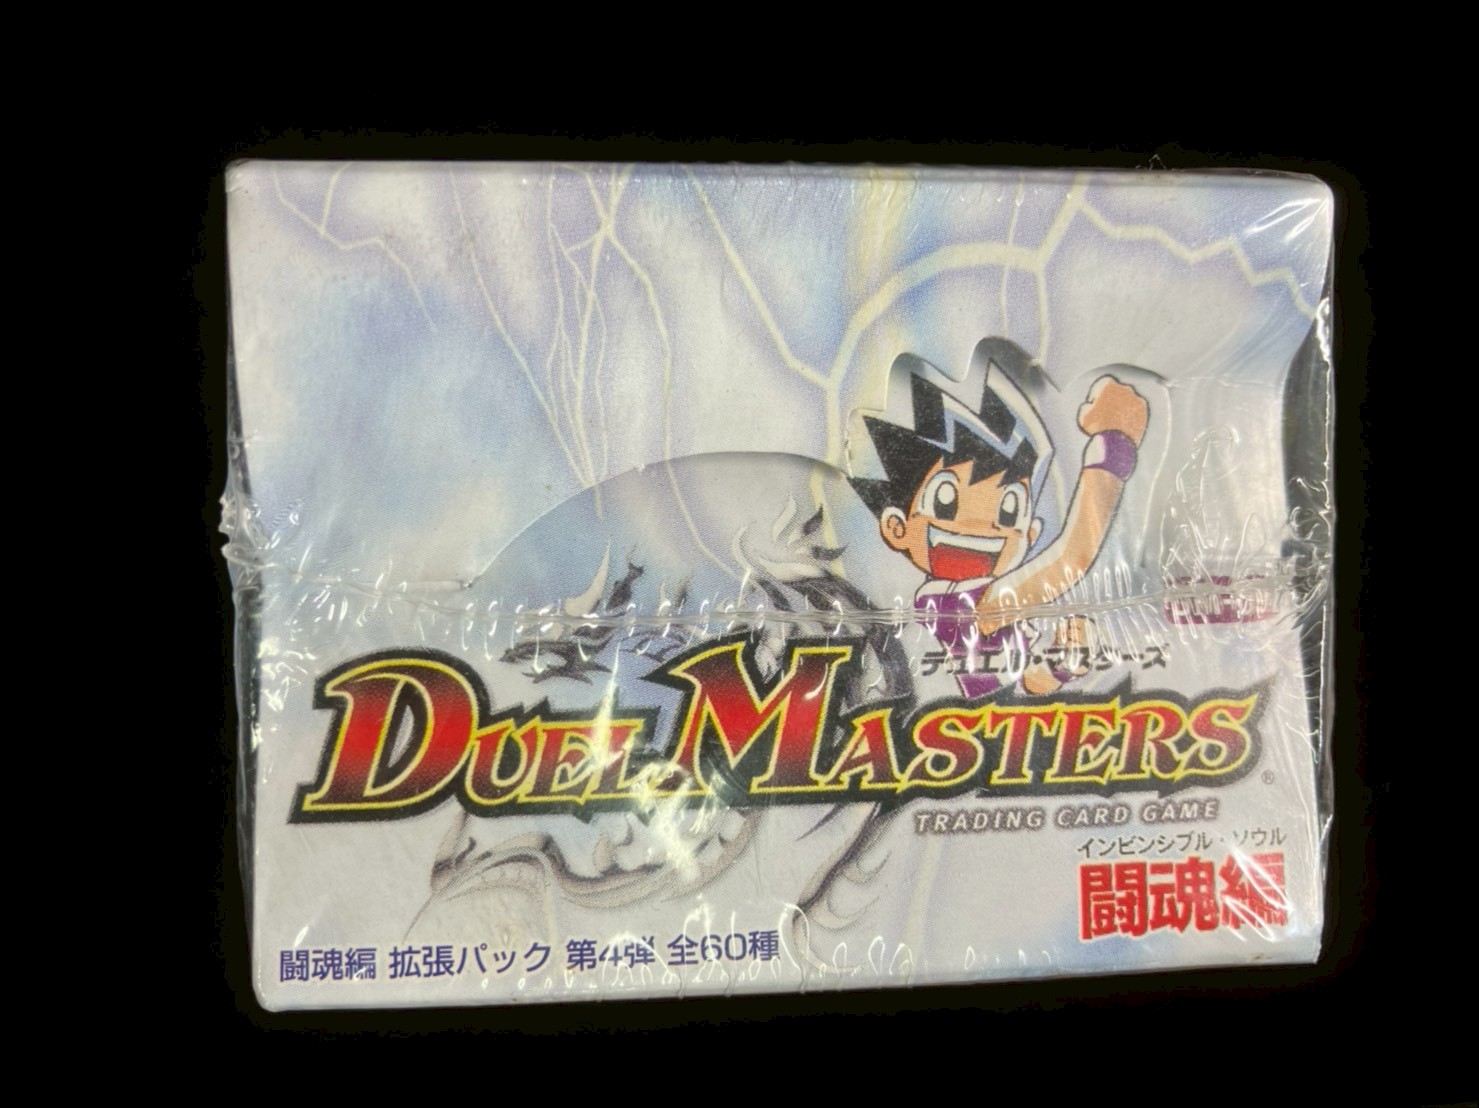 デュエル・マスターズ
DUEL MASTERS®
TRADING CARD GAME
インビンシブル・ソウル
闘魂編
闘魂編 拡張パック 第4弾 全60種